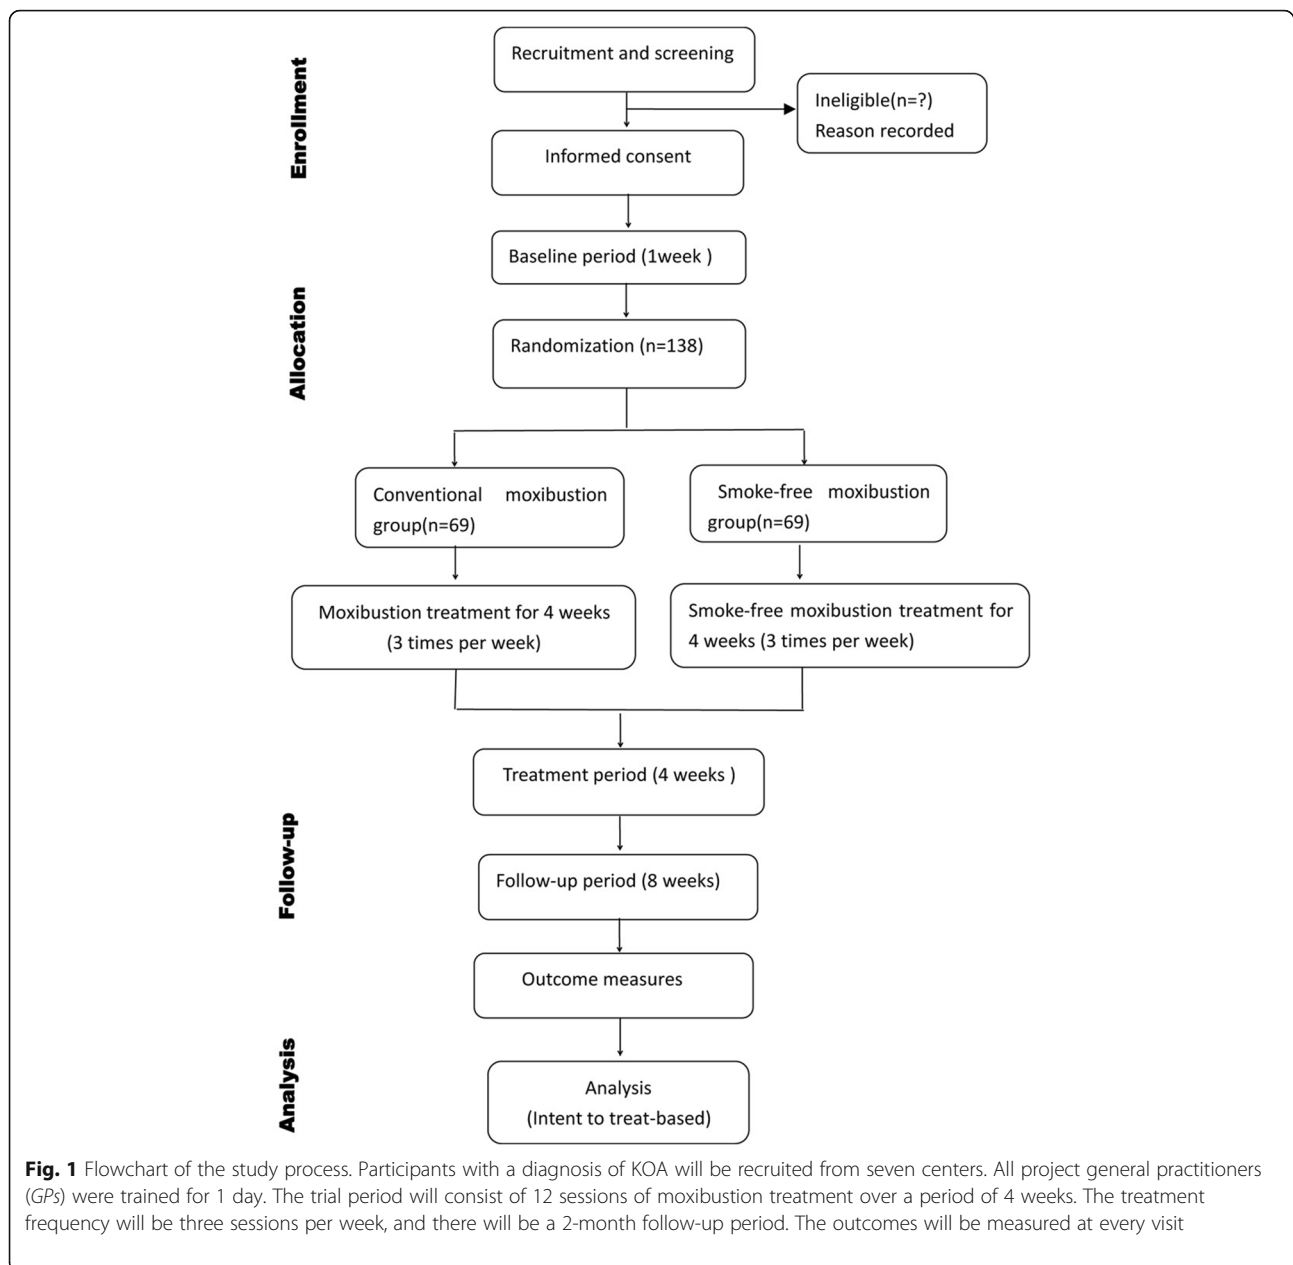 Enrollment
Recruitment and screening
Ineligible(n=?)
Reason recorded
Informed consent
Baseline period (1week )
Allocation
Randomization (n=138)
Conventional moxibustion
group(n=69)
Smoke-free moxibustion
group(n=69)
Moxibustion treatment for 4 weeks
(3 times per week)
Smoke-free moxibustion treatment for
4 weeks (3 times per week)
Treatment period (4 weeks )
Follow-up
Follow-up period (8 weeks)
Outcome measures
Analysis
Analysis
(Intent to treat-based)
Fig. 1 Flowchart of the study process. Participants with a diagnosis of KOA will be recruited from seven centers. All project general practitioners
(GPs) were trained for 1 day. The trial period will consist of 12 sessions of moxibustion treatment over a period of 4 weeks. The treatment
frequency will be three sessions per week, and there will be a 2-month follow-up period. The outcomes will be measured at every visit